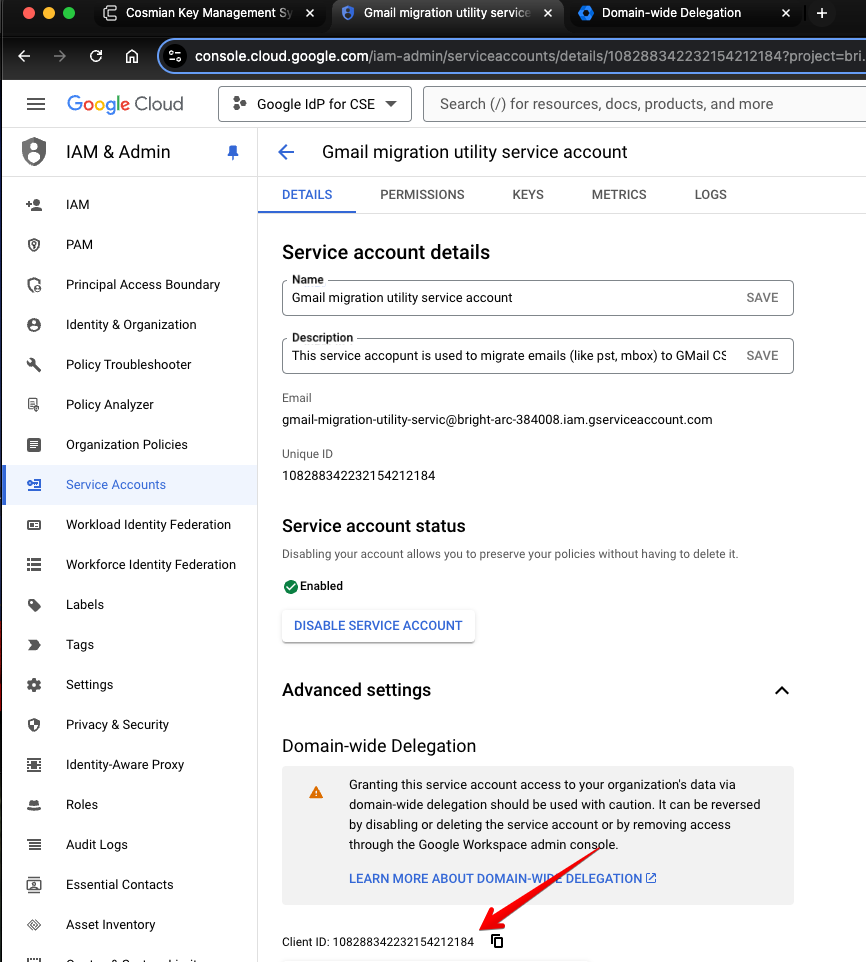 Cosmian Key Management Sy
Gmail migration utility service
Domain-wide Delegation
console.cloud.google.com/iam-admin/serviceaccounts/details/108288342232154212184?project=bri.
Google Cloud
Google IdP for CSE
Search (/) for resources, docs, products, and more
IAM & Admin
Gmail migration utility service account
DETAILS
PERMISSIONS
KEYS
METRICS
LOGS
IAM
PAM
Principal Access Boundary
Identity & Organization
Policy Troubleshooter
Policy Analyzer
Organization Policies
Service Accounts
Workload Identity Federation
Workforce Identity Federation
Labels
Tags
Settings
Privacy & Security
Identity-Aware Proxy
Roles
Audit Logs
Essential Contacts
Asset Inventory
Service account details
Name
Gmail migration utility service account
SAVE
Description
This service accopunt is used to migrate emails (like pst, mbox) to GMail CS
SAVE
Email
gmail-migration-utility-servic@bright-arc-384008.iam.gserviceaccount.com
Unique ID
108288342232154212184
Service account status
Disabling your account allows you to preserve your policies without having to delete it.
Enabled
DISABLE SERVICE ACCOUNT
Advanced settings
Domain-wide Delegation
Granting this service account access to your organization's data via
domain-wide delegation should be used with caution. It can be reversed
by disabling or deleting the service account or by removing access
through the Google Workspace admin console.
LEARN MORE ABOUT DOMAIN-WIDE DELEGATION
Client ID: 108288342232154212184